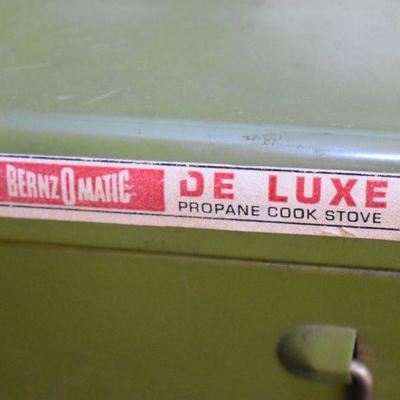 BERNZOMATIC DE LUXE
PROPANE COOK STOVE